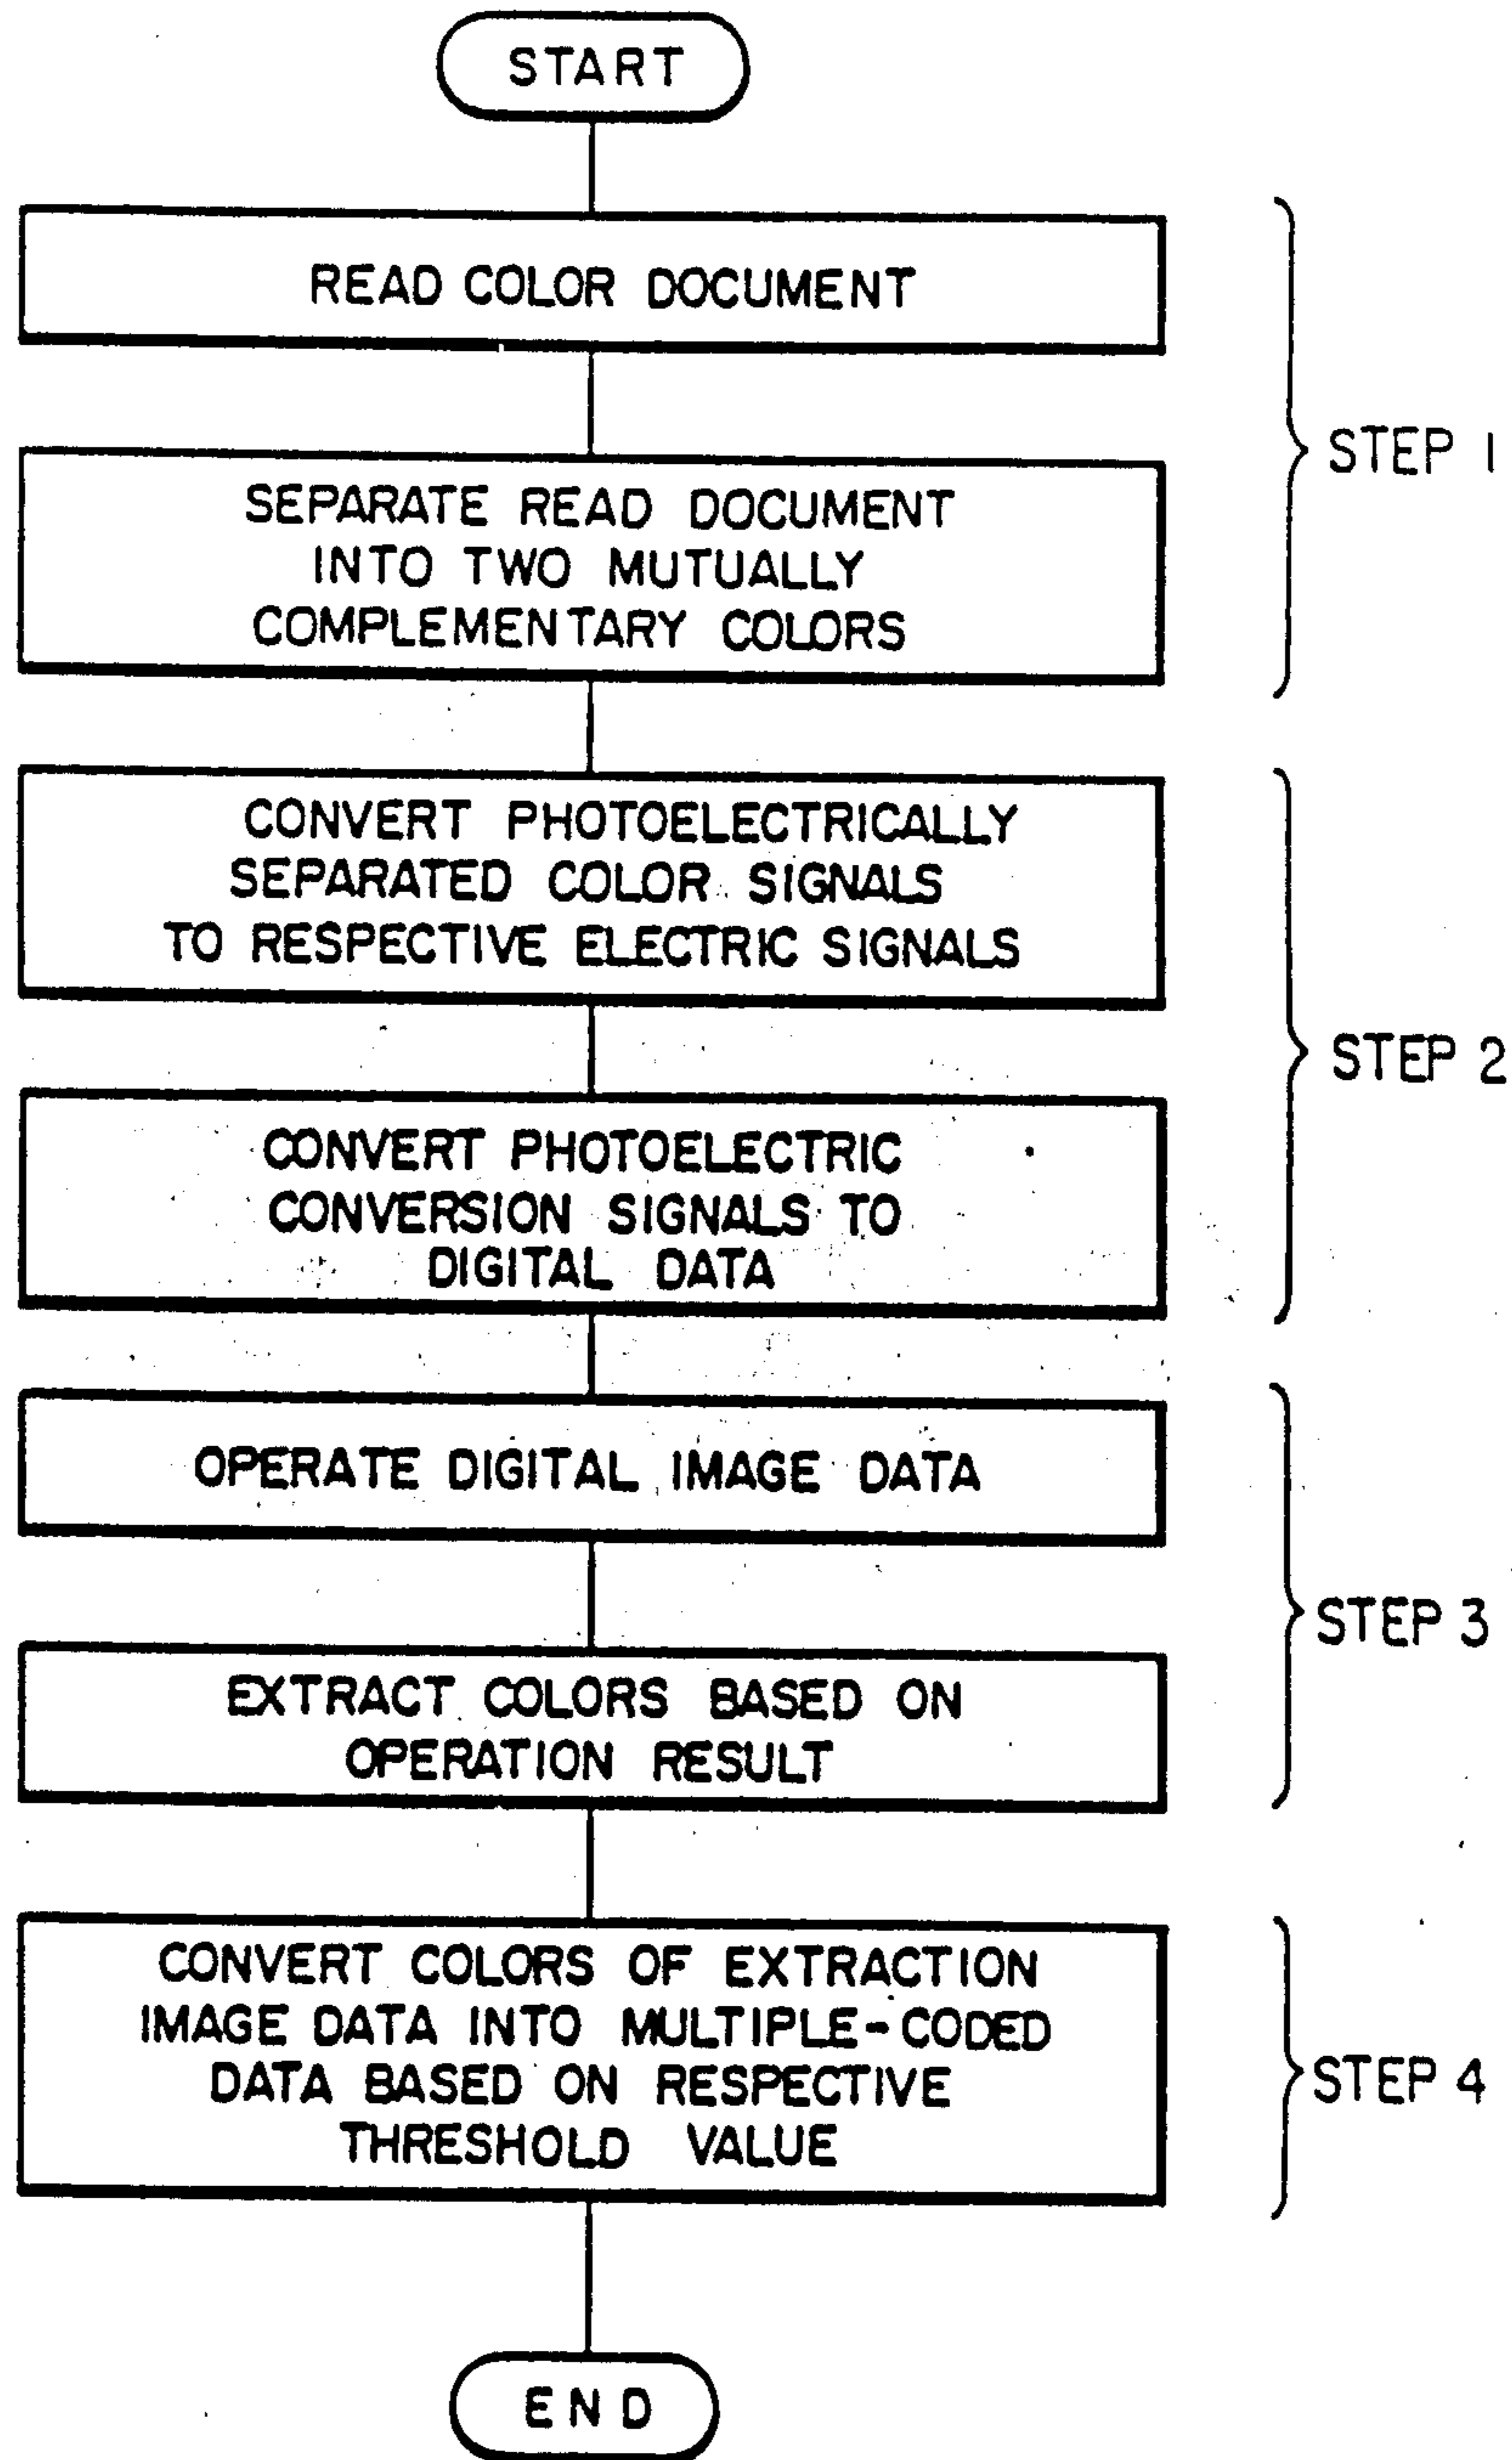 START
READ COLOR DOCUMENT
SEPARATE READ DOCUMENT
INTO TWO MUTUALLY
COMPLEMENTARY COLORS
STEP 1
CONVERT PHOTOELECTRICALLY
SEPARATED COLOR SIGNALS
TO RESPECTIVE ELECTRIC SIGNALS
CONVERT PHOTOELECTRIC
CONVERSION SIGNALS TO
DIGITAL DATA
STEP 2
OPERATE DIGITAL IMAGE DATA
EXTRACT COLORS BASED ON
OPERATION RESULT
STEP 3
CONVERT COLORS OF EXTRACTION
IMAGE DATA INTO MULTIPLE-CODED
DATA BASED ON RESPECTIVE
THRESHOLD VALUE
STEP 4
END